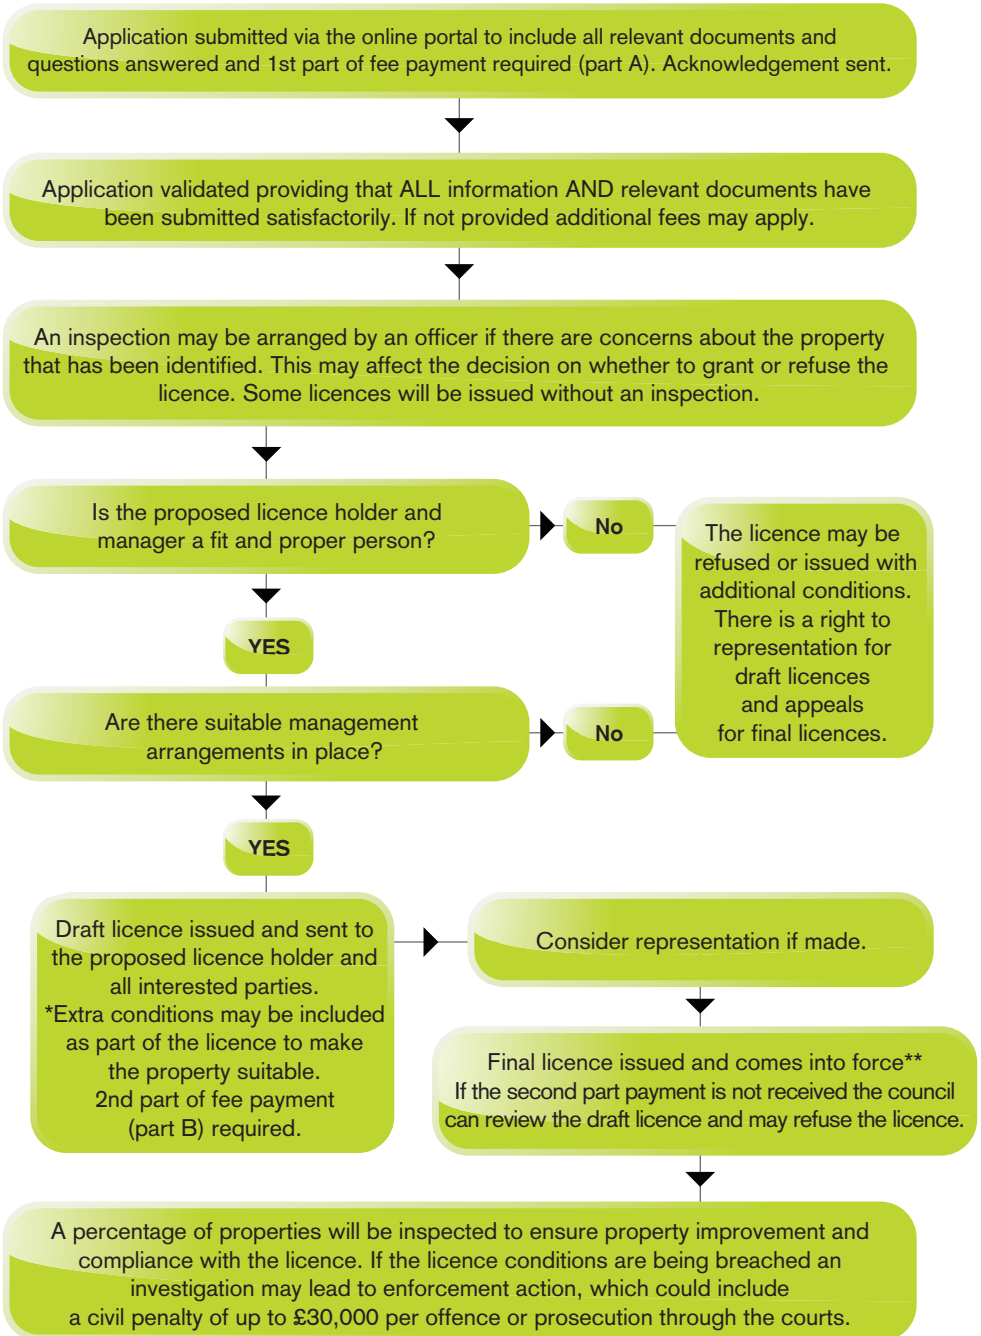 Application submitted via the online portal to include all relevant documents and
questions answered and 1st part of fee payment required (part A). Acknowledgement sent.
Application validated providing that ALL information AND relevant documents have
been submitted satisfactorily. If not provided additional fees may apply.
An inspection may be arranged by an officer if there are concerns about the property
that has been identified. This may affect the decision on whether to grant or refuse the
licence. Some licences will be issued without an inspection.
Is the proposed licence holder and
manager a fit and proper person?
No
The licence may be
refused or issued with
additional conditions.
There is a right to
representation for
draft licences
and appeals
for final licences.
YES
Are there suitable management
arrangements in place?
No
YES
Draft licence issued and sent to
the proposed licence holder and
all interested parties.
*Extra conditions may be included
as part of the licence to make
the property suitable.
2nd part of fee payment
(part B) required.
Consider representation if made.
Final licence issued and comes into force**
If the second part payment is not received the council
can review the draft licence and may refuse the licence.
A percentage of properties will be inspected to ensure property improvement and
compliance with the licence. If the licence conditions are being breached an
investigation may lead to enforcement action, which could include
a civil penalty of up to £30,000 per offence or prosecution through the courts.